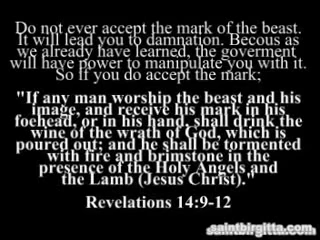 Do not ever accept the mark of the beast.
It will lead you to damnation. Becous as
we already have learned, the goverment
will have power to manipulate you with it.
So if you do accept the mark;
"If any man worship the beast and his
image, and receive his mark in his
foehead, or in his hand, shall drink the
wine of the wrath of God, which is
poured out; and he shall be tormented
with fire and brimstone in the
presence of the Holy Angels and
the Lamb (Jesus Christ)."
Revelations 14:9-12
saintbirgitta.com